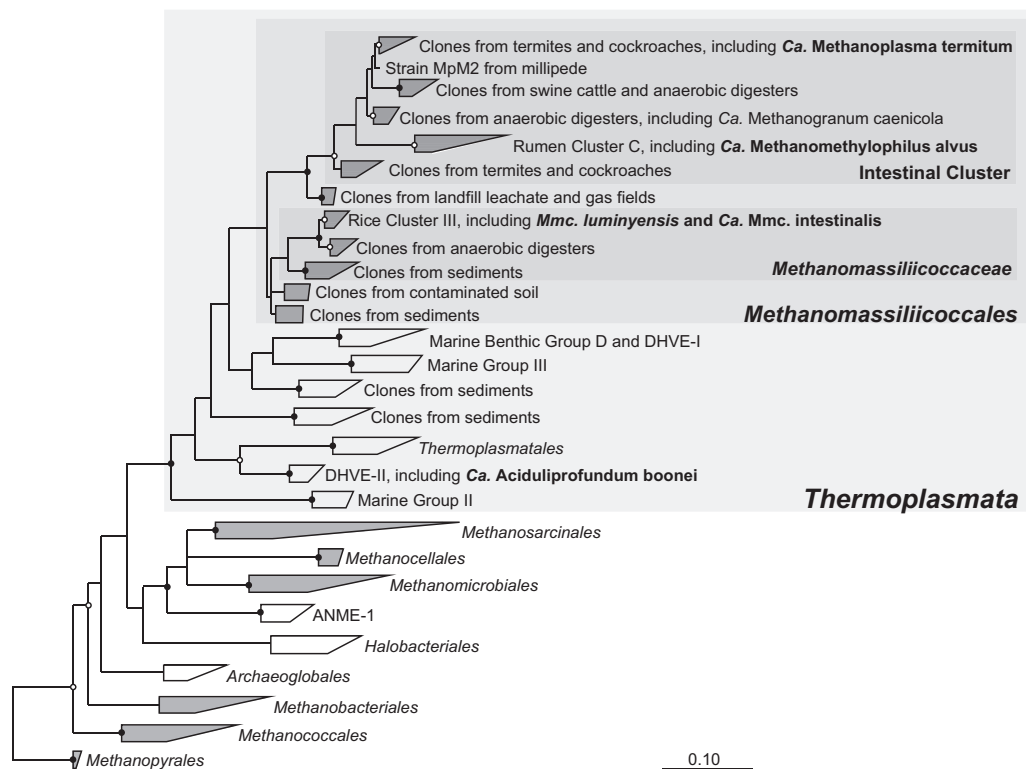 Clones from termites and cockroaches, including Ca. Methanoplasma termitum
Strain MpM2 from millipede
Clones from swine cattle and anaerobic digesters
Clones from anaerobic digesters, including Ca. Methanogranum caenicola
Rumen Cluster C, including Ca. Methanomethylophilus alvus
Clones from termites and cockroaches
Intestinal Cluster
Clones from landfill leachate and gas fields
Rice Cluster III, including Mmc. luminyensis and Ca. Mmc. intestinalis
Clones from anaerobic digesters
Clones from sediments
Methanomassiliicoccaceae
Clones from contaminated soil
Clones from sediments
Methanomassiliicoccales
Marine Benthic Group D and DHVE-I
Marine Group III
Clones from sediments
Clones from sediments
Thermoplasmatales
DHVE-II, including Ca. Aciduliprofundum boonei
Marine Group II
Thermoplasmata
Methanosarcinales
Methanocellales
Methanomicrobiales
ANME-1
Halobacteriales
Archaeoglobales
Methanobacteriales
Methanococcales
Methanopyrales
0.10